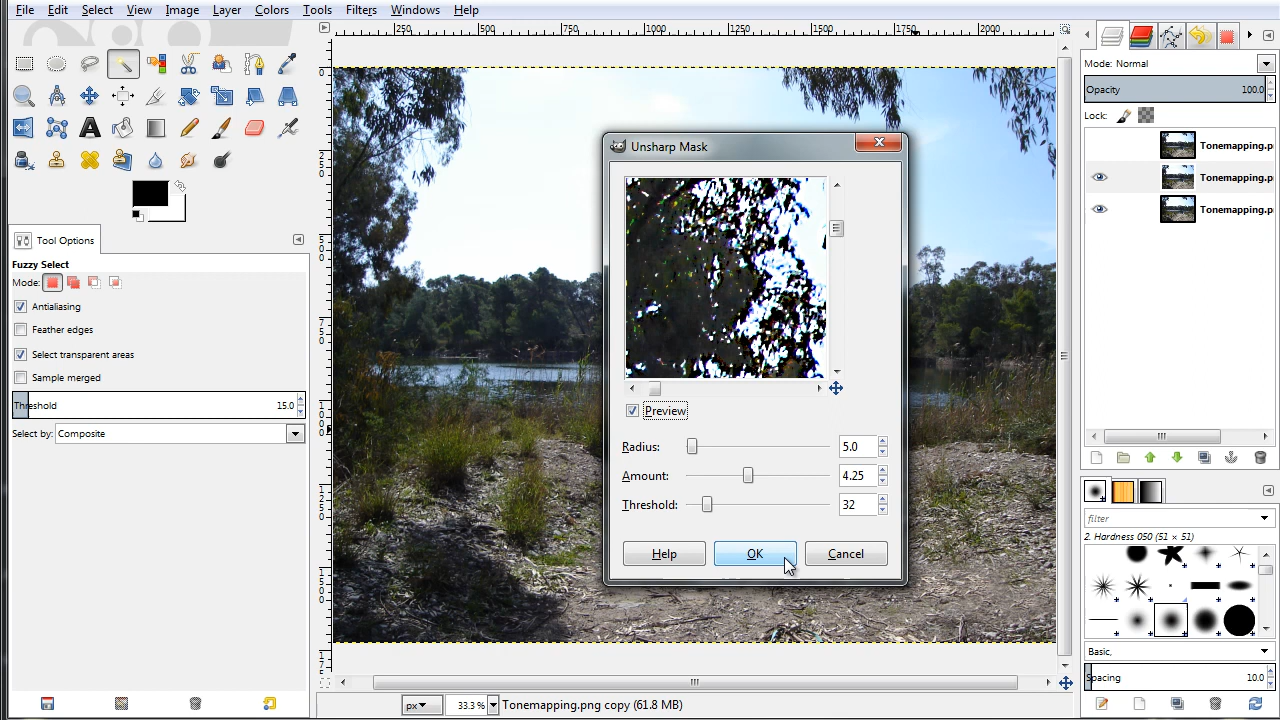 File Edit Select View Image Layer Colors Tools Filters Windows Help
250 500 750 1000 1250 1500 1750 2000
Mode: Normal
Opacity 100.0
Lock:
Tonemapping.p
Tonemapping.p
Tonemapping.p
Tool Options
Fuzzy Select
Mode:
Antialiasing
Feather edges
Select transparent areas
Sample merged
Threshold 15.0
Select by: Composite
Unsharp Mask
Preview
Radius: 5.0
Amount: 4.25
Threshold: 32
Help OK Cancel
filter
2. Hardness 050 (51 × 51)
Basic,
Spacing 10.0
px 33.3% Tonemapping.png copy (61.8 MB)